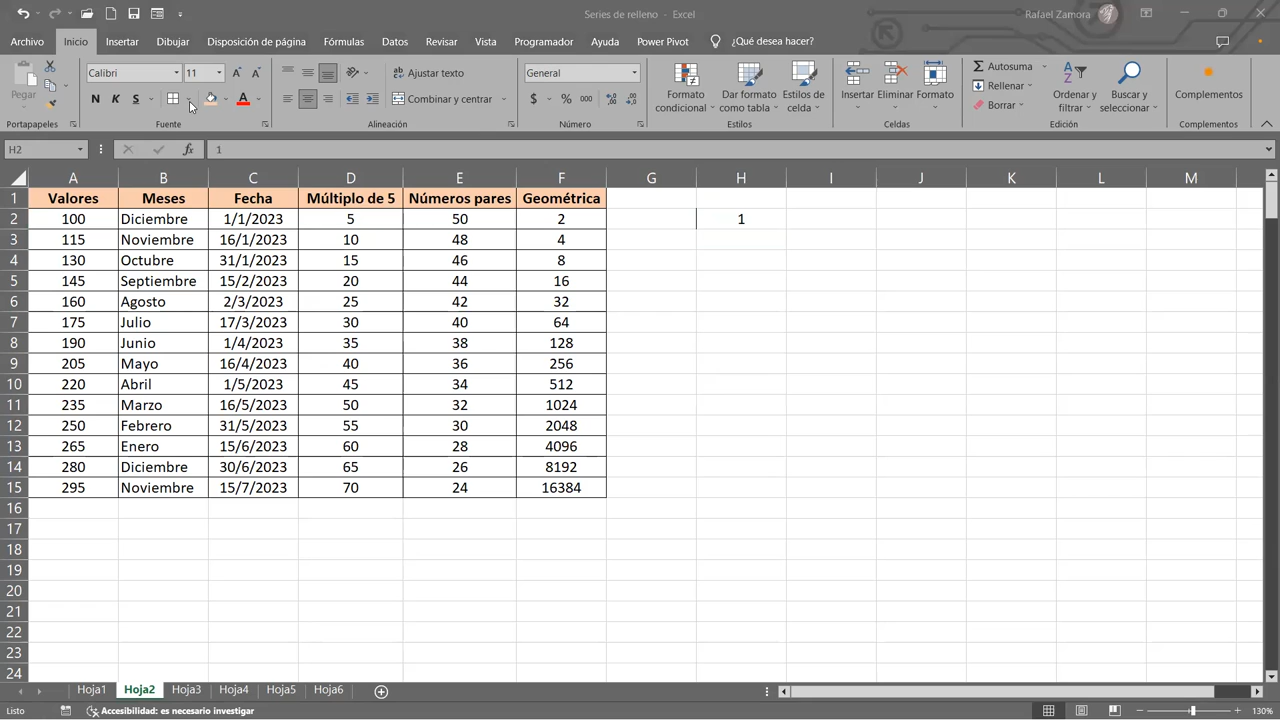 Series de relleno - Excel
Rafael Zamora
Archivo Inicio Insertar Dibujar Disposición de página Fórmulas Datos Revisar Vista Programador Ayuda Power Pivot ¿Qué desea hacer?
Pegar
Portapapeles
Calibri 11
N K S
A
Fuente
Ajustar texto
Combinar y centrar
Alineación
General
$ % 000
Número
Formato condicional
Dar formato como tabla
Estilos de celda
Estilos
Insertar Eliminar Formato
Celdas
Autosuma
Rellenar
Borrar
Ordenar y filtrar
Buscar y seleccionar
Edición
Complementos
Complementos
H2 fx 1
A B C D E F G H I J K L M
1 Valores Meses Fecha Múltiplo de 5 Números pares Geométrica
2 100 Diciembre 1/1/2023 5 50 2 1
3 115 Noviembre 16/1/2023 10 48 4
4 130 Octubre 31/1/2023 15 46 8
5 145 Septiembre 15/2/2023 20 44 16
6 160 Agosto 2/3/2023 25 42 32
7 175 Julio 17/3/2023 30 40 64
8 190 Junio 1/4/2023 35 38 128
9 205 Mayo 16/4/2023 40 36 256
10 220 Abril 1/5/2023 45 34 512
11 235 Marzo 16/5/2023 50 32 1024
12 250 Febrero 31/5/2023 55 30 2048
13 265 Enero 15/6/2023 60 28 4096
14 280 Diciembre 30/6/2023 65 26 8192
15 295 Noviembre 15/7/2023 70 24 16384
16
17
18
19
20
21
22
23
24
Hoja1 Hoja2 Hoja3 Hoja4 Hoja5 Hoja6
Listo Accesibilidad: es necesario investigar 130%